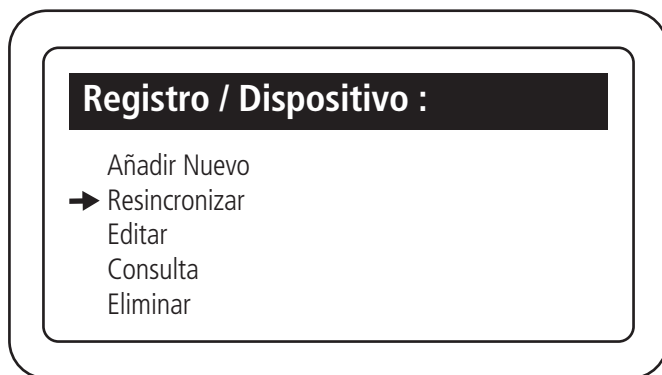 Registro / Dispositivo :
Añadir Nuevo
Resincronizar
Editar
Consulta
Eliminar